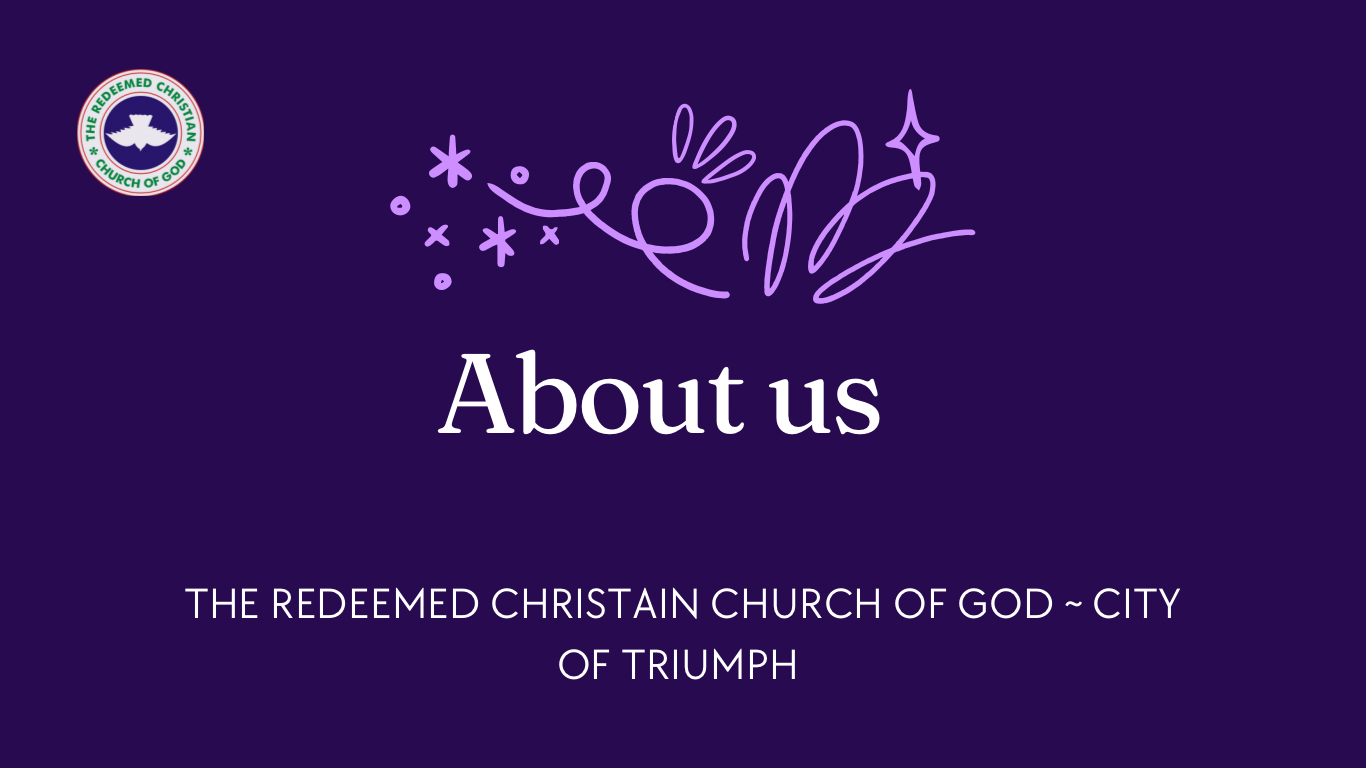 THE REDEEMED CHRISTIAN
CHURCH OF GOD
About us
THE REDEEMED CHRISTAIN CHURCH OF GOD ~ CITY
OF TRIUMPH